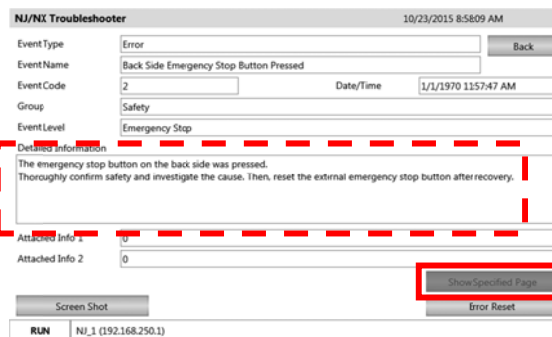 NJ/NX Troubleshooter 10/23/2015 8:58:09 AM
Event Type Error Back
Event Name Back Side Emergency Stop Button Pressed
Event Code 2 Date/Time 1/1/1970 11:57:47 AM
Group Safety
Event Level Emergency Stop
Detailed Information
The emergency stop button on the back side was pressed.
Thoroughly confirm safety and investigate the cause. Then, reset the external emergency stop button after recovery.
Attached Info 1 0
Attached Info 2 0
Show Specified Page
Screen Shot Error Reset
RUN NJ_1 (192.168.250.1)